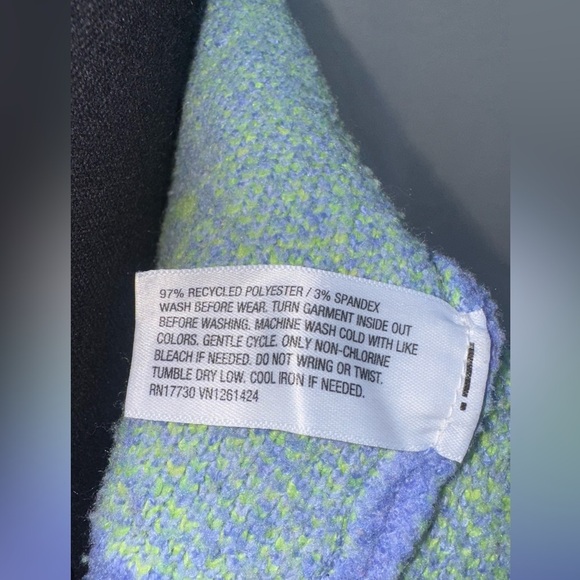 97% RECYCLED POLYESTER / 3% SPANDEX
WASH BEFORE WEAR. TURN GARMENT INSIDE OUT
BEFORE WASHING. MACHINE WASH COLD WITH LIKE
COLORS. GENTLE CYCLE. ONLY NON-CHLORINE
BLEACH IF NEEDED. DO NOT WRING OR TWIST.
TUMBLE DRY LOW. COOL IRON IF NEEDED.
RN17730 VN1261424